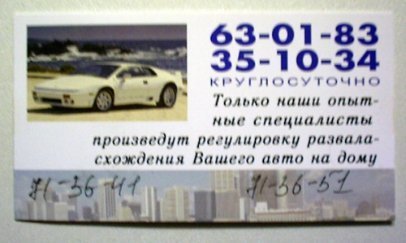 63-01-83
35-10-34
КРУГЛОСУТОЧНО
Только наши опыт-
ные специалисты
произведут регулировку развала-
схождения Вашего авто на дому
71-36-41 71-36-51